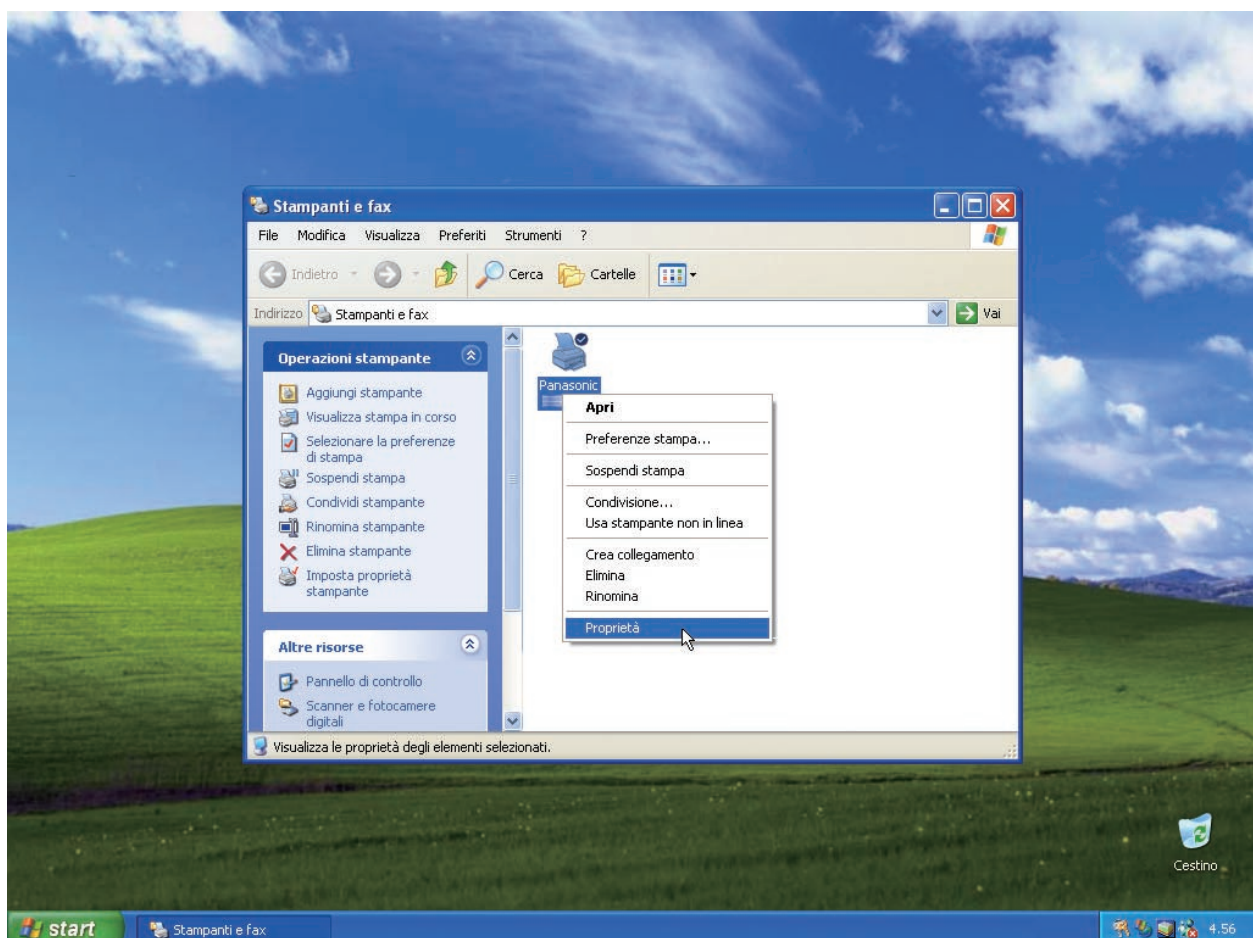 Stampanti e fax
File Modifica Visualizza Preferiti Strumenti ?
Indietro Cerca Cartelle
Indirizzo Stampanti e fax Vai
Operazioni stampante
Aggiungi stampante
Visualizza stampa in corso
Selezionare la preferenze
di stampa
Sospendi stampa
Condividi stampante
Rinomina stampante
Elimina stampante
Imposta proprietà
stampante
Altre risorse
Pannello di controllo
Scanner e fotocamere
digitali
Panasonic
Apri
Preferenze stampa...
Sospendi stampa
Condivisione...
Usa stampante non in linea
Crea collegamento
Elimina
Rinomina
Proprietà
Visualizza le proprietà degli elementi selezionati.
Cestino
start Stampanti e fax 4.56